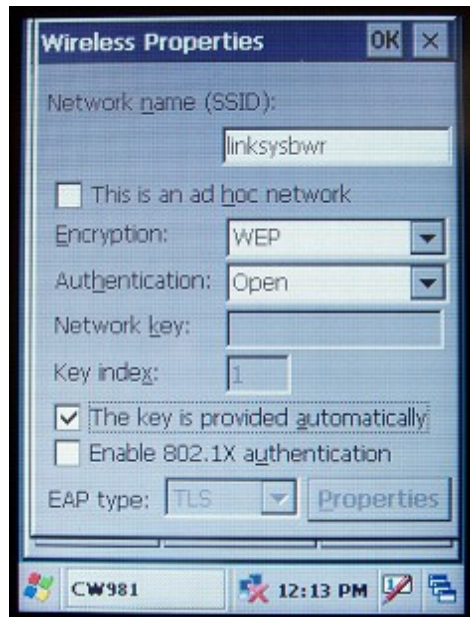 Wireless Properties OK ×
Network name (SSID):
linksysbwr
This is an ad hoc network
Encryption: WEP
Authentication: Open
Network key:
Key index: 1
The key is provided automatically
Enable 802.1X authentication
EAP type: TLS Properties
CW981 12:13 PM